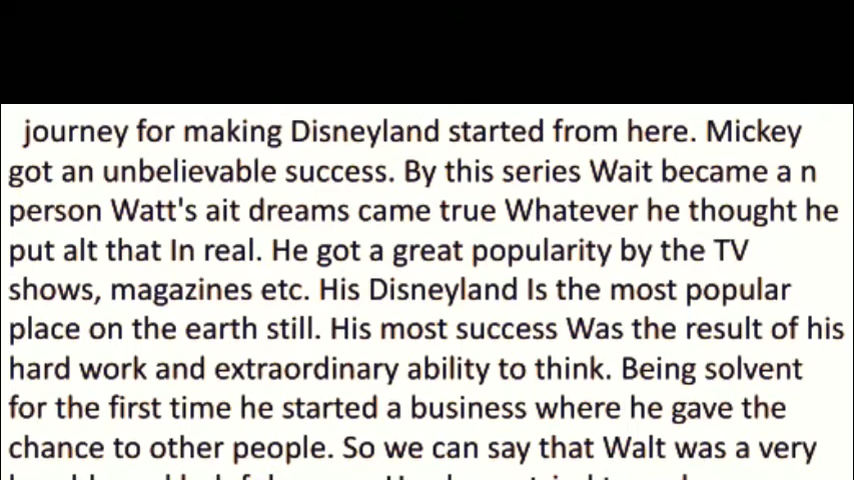 journey for making Disneyland started from here. Mickey
got an unbelievable success. By this series Wait became a n
person Watt's ait dreams came true Whatever he thought he
put alt that In real. He got a great popularity by the TV
shows, magazines etc. His Disneyland Is the most popular
place on the earth still. His most success Was the result of his
hard work and extraordinary ability to think. Being solvent
for the first time he started a business where he gave the
chance to other people. So we can say that Walt was a very